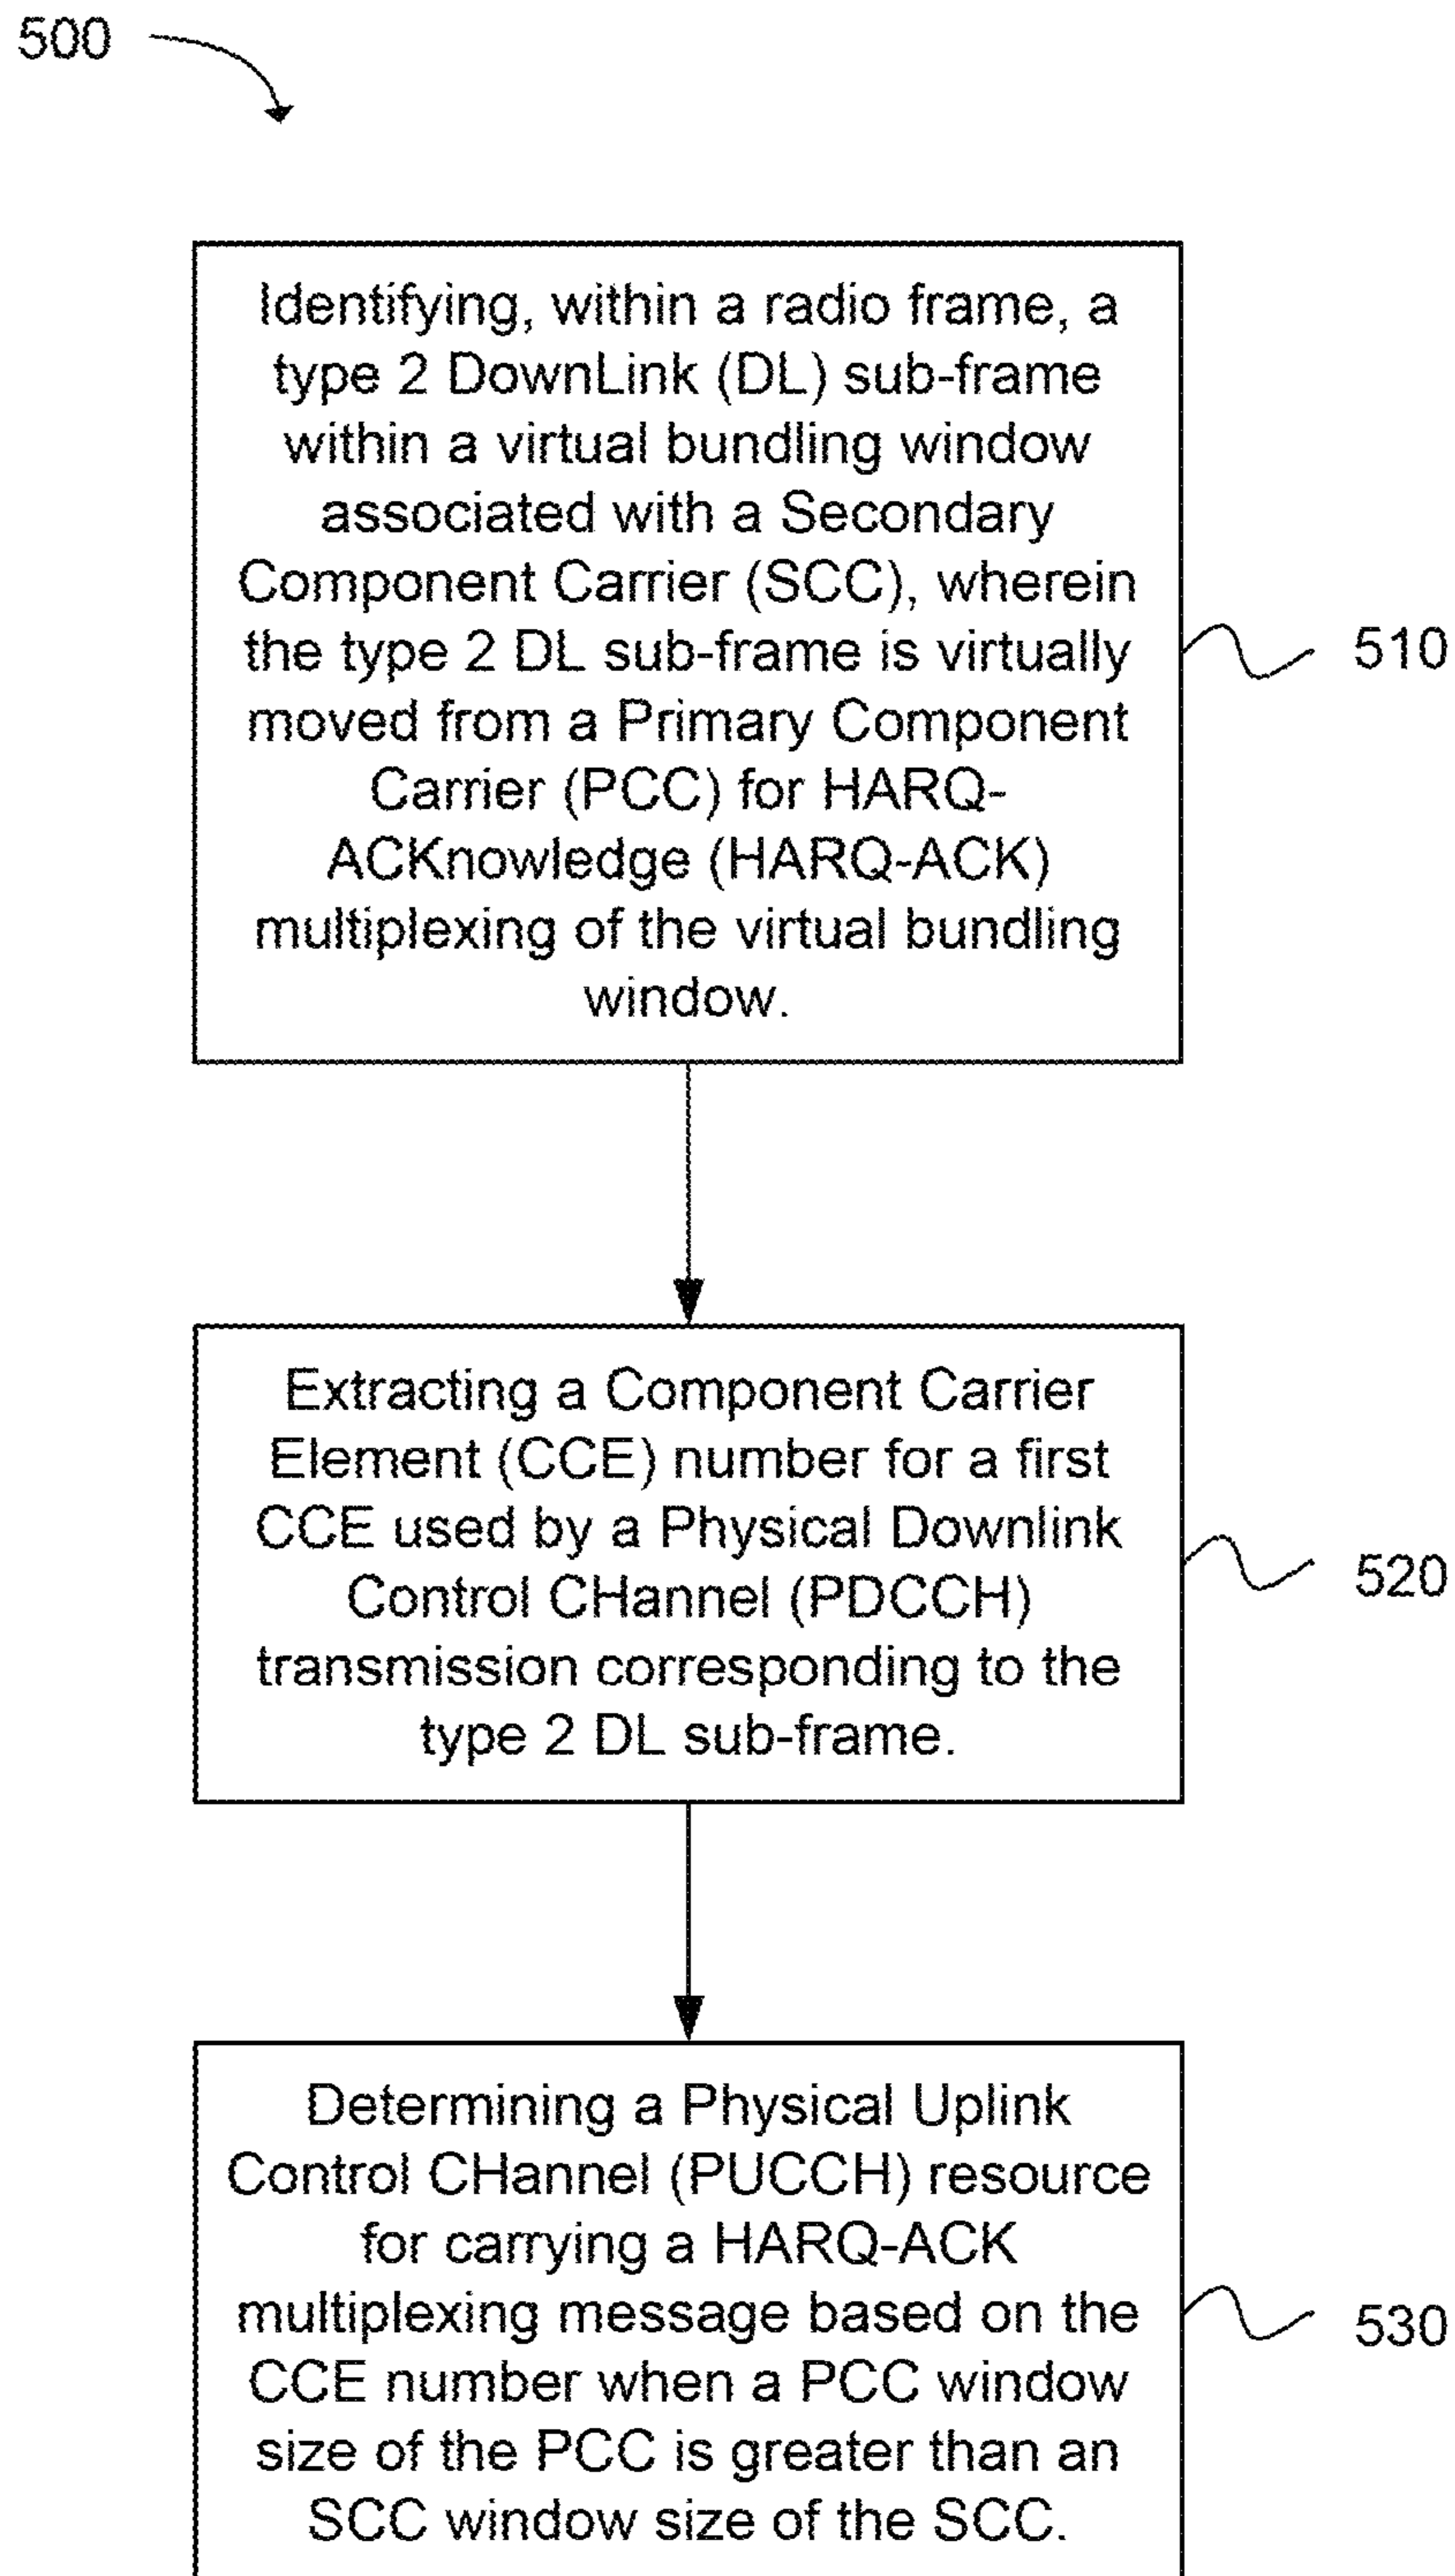 500
Identifying, within a radio frame, a
type 2 DownLink (DL) sub-frame
within a virtual bundling window
associated with a Secondary
Component Carrier (SCC), wherein
the type 2 DL sub-frame is virtually
moved from a Primary Component
Carrier (PCC) for HARQ-
ACKnowledge (HARQ-ACK)
multiplexing of the virtual bundling
window.
510
Extracting a Component Carrier
Element (CCE) number for a first
CCE used by a Physical Downlink
Control CHannel (PDCCH)
transmission corresponding to the
type 2 DL sub-frame.
520
Determining a Physical Uplink
Control CHannel (PUCCH) resource
for carrying a HARQ-ACK
multiplexing message based on the
CCE number when a PCC window
size of the PCC is greater than an
SCC window size of the SCC.
530